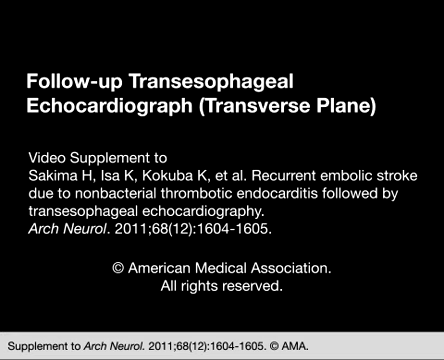 Follow-up Transesophageal
Echocardiograph (Transverse Plane)
Video Supplement to
Sakima H, Isa K, Kokuba K, et al. Recurrent embolic stroke
due to nonbacterial thrombotic endocarditis followed by
transesophageal echocardiography.
Arch Neurol. 2011;68(12):1604-1605.
© American Medical Association.
All rights reserved.
Supplement to Arch Neurol. 2011;68(12):1604-1605. © AMA.